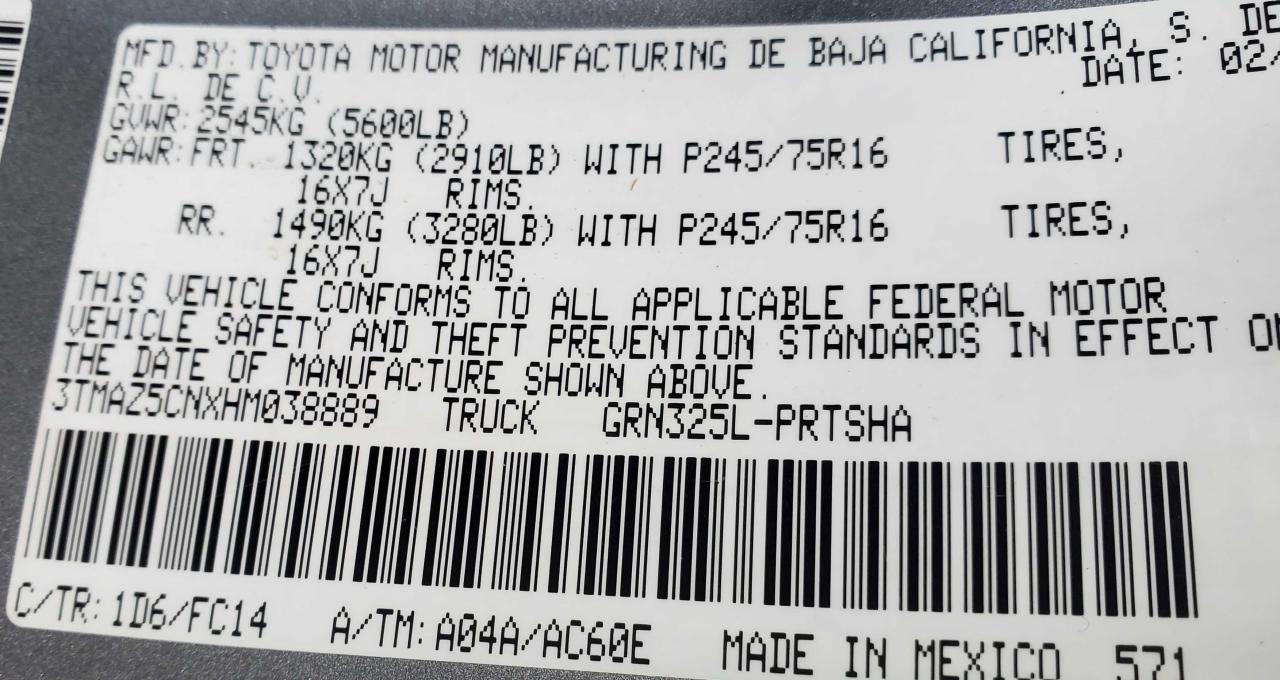 MFD.BY: TOYOTA MOTOR MANUFACTURING DE BAJA CALIFORNIA, S. DE
R.L. DE C.V. DATE: 02/
GVWR: 2545KG (5600LB)
GAWR: FRT. 1320KG (2910LB) WITH P245/75R16 TIRES,
16X7J RIMS.
RR. 1490KG (3280LB) WITH P245/75R16 TIRES,
16X7J RIMS.
THIS VEHICLE CONFORMS TO ALL APPLICABLE FEDERAL MOTOR
VEHICLE SAFETY AND THEFT PREVENTION STANDARDS IN EFFECT ON
THE DATE OF MANUFACTURE SHOWN ABOVE.
3TMAZ5CNXHM038889 TRUCK GRN325L-PRTSHA
C/TR: 1D6/FC14 A/TM: A04A/AC60E MADE IN MEXICO 571